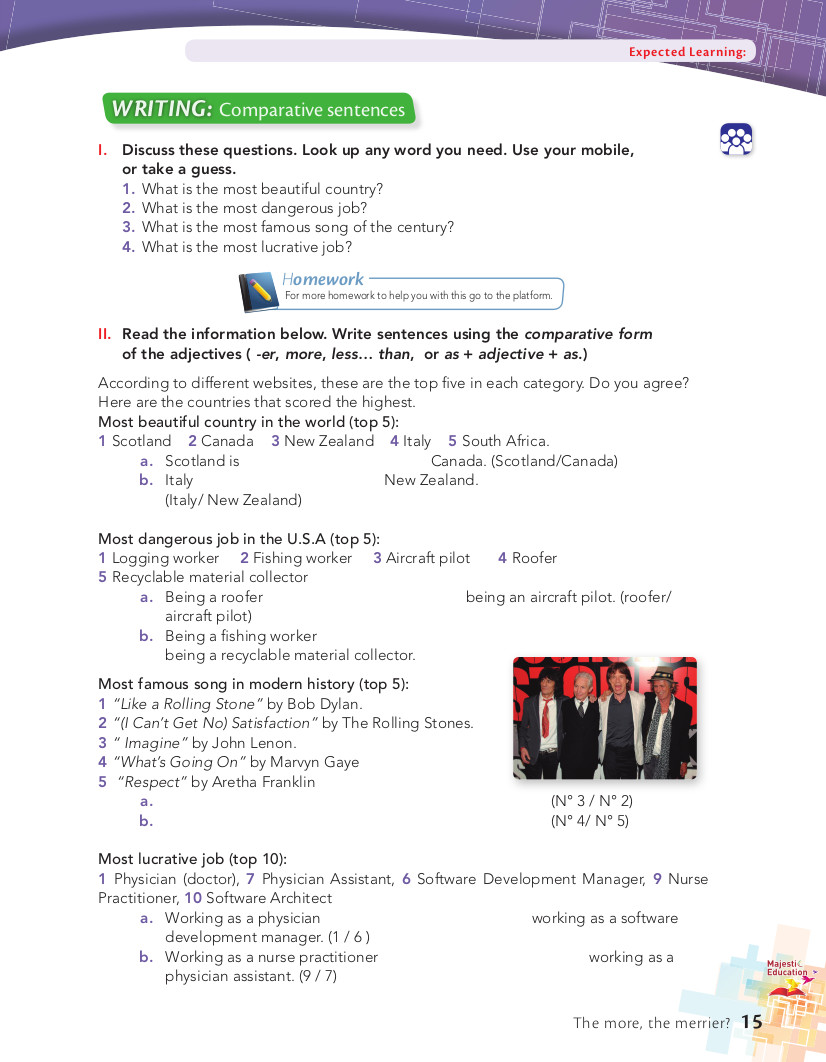 Expected Learning:
WRITING: Comparative sentences
I. Discuss these questions. Look up any word you need. Use your mobile,
or take a guess.
1. What is the most beautiful country?
2. What is the most dangerous job?
3. What is the most famous song of the century?
4. What is the most lucrative job?
Homework
For more homework to help you with this go to the platform.
II. Read the information below. Write sentences using the comparative form
of the adjectives ( -er, more, less... than, or as + adjective + as.)
According to different websites, these are the top five in each category. Do you agree?
Here are the countries that scored the highest.
Most beautiful country in the world (top 5):
1 Scotland 2 Canada 3 New Zealand 4 Italy 5 South Africa.
a. Scotland is Canada. (Scotland/Canada)
b. Italy New Zealand.
(Italy/ New Zealand)
Most dangerous job in the U.S.A (top 5):
1 Logging worker 2 Fishing worker 3 Aircraft pilot 4 Roofer
5 Recyclable material collector
a. Being a roofer being an aircraft pilot. (roofer/
aircraft pilot)
b. Being a fishing worker
being a recyclable material collector.
Most famous song in modern history (top 5):
1 “Like a Rolling Stone” by Bob Dylan.
2 “(I Can’t Get No) Satisfaction” by The Rolling Stones.
3 “ Imagine” by John Lenon.
4 “What’s Going On” by Marvyn Gaye
5 “Respect” by Aretha Franklin
a. (N° 3 / N° 2)
b. (N° 4/ N° 5)
Most lucrative job (top 10):
1 Physician (doctor), 7 Physician Assistant, 6 Software Development Manager, 9 Nurse
Practitioner, 10 Software Architect
a. Working as a physician working as a software
development manager. (1 / 6 )
b. Working as a nurse practitioner working as a
physician assistant. (9 / 7)
Majestic
Education
The more, the merrier? 15